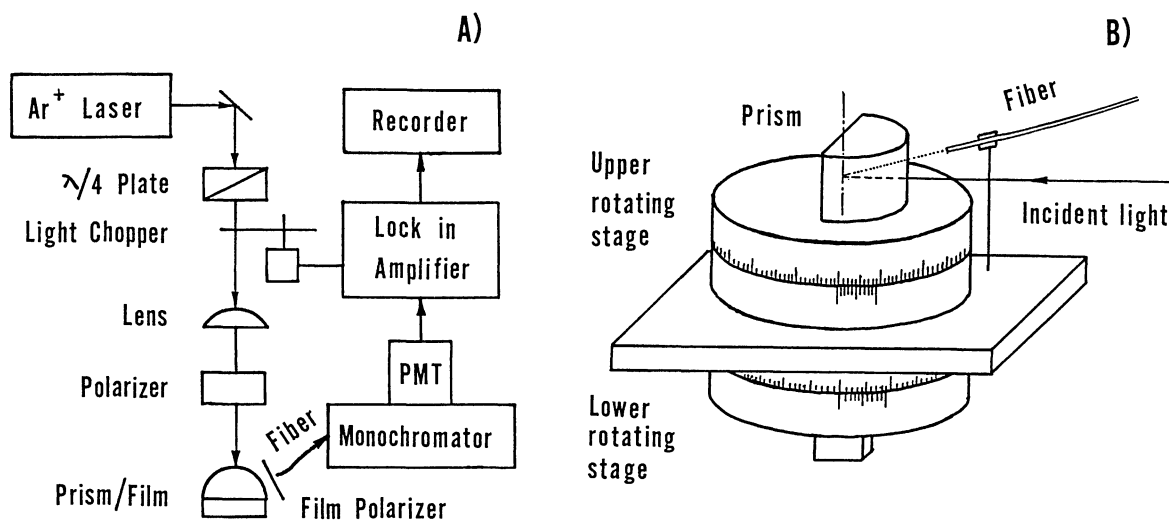 A)
Ar+ Laser
Recorder
λ/4 Plate
Light Chopper
Lock in
Amplifier
Lens
Polarizer
PMT
Fiber
Monochromator
Prism/Film
Film Polarizer
B)
Fiber
Prism
Upper
rotating
stage
Incident light
Lower
rotating
stage